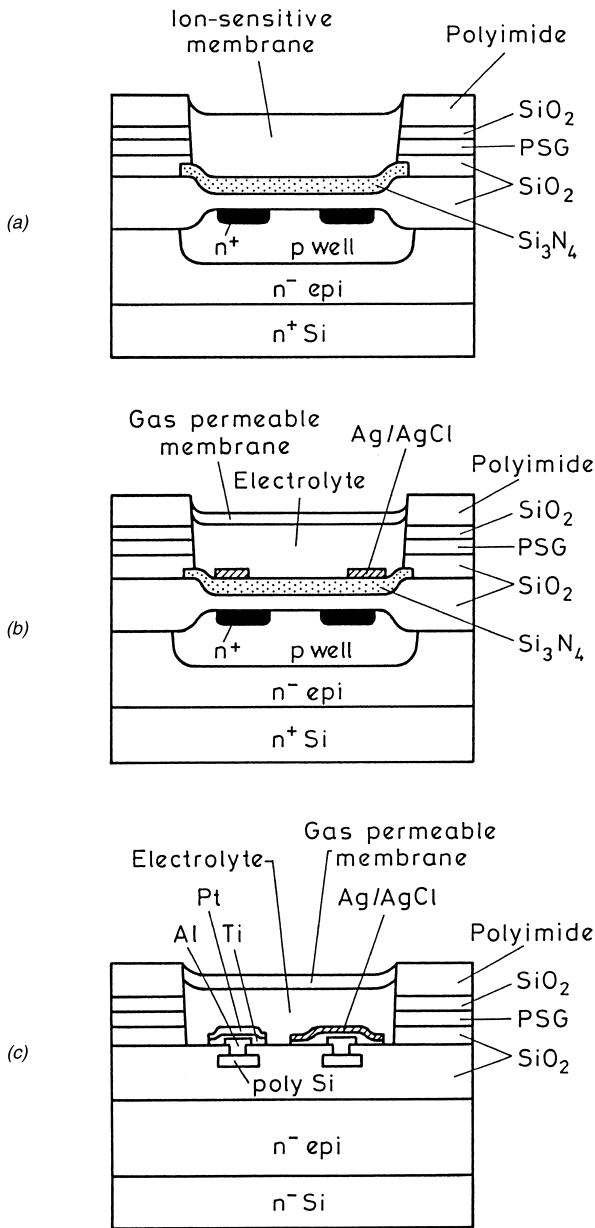 Ion-sensitive
membrane
Polyimide
SiO₂
PSG
SiO₂
Si₃N₄
(a)
n⁺
p well
n⁻ epi
n⁺ Si
Gas permeable
membrane
Ag/AgCl
Electrolyte
Polyimide
SiO₂
PSG
SiO₂
Si₃N₄
(b)
n⁺
p well
n⁻ epi
n⁺ Si
Gas permeable
membrane
Electrolyte
Pt
Ag/AgCl
Al
Ti
Polyimide
SiO₂
PSG
SiO₂
(c)
poly Si
n⁻ epi
n⁻ Si